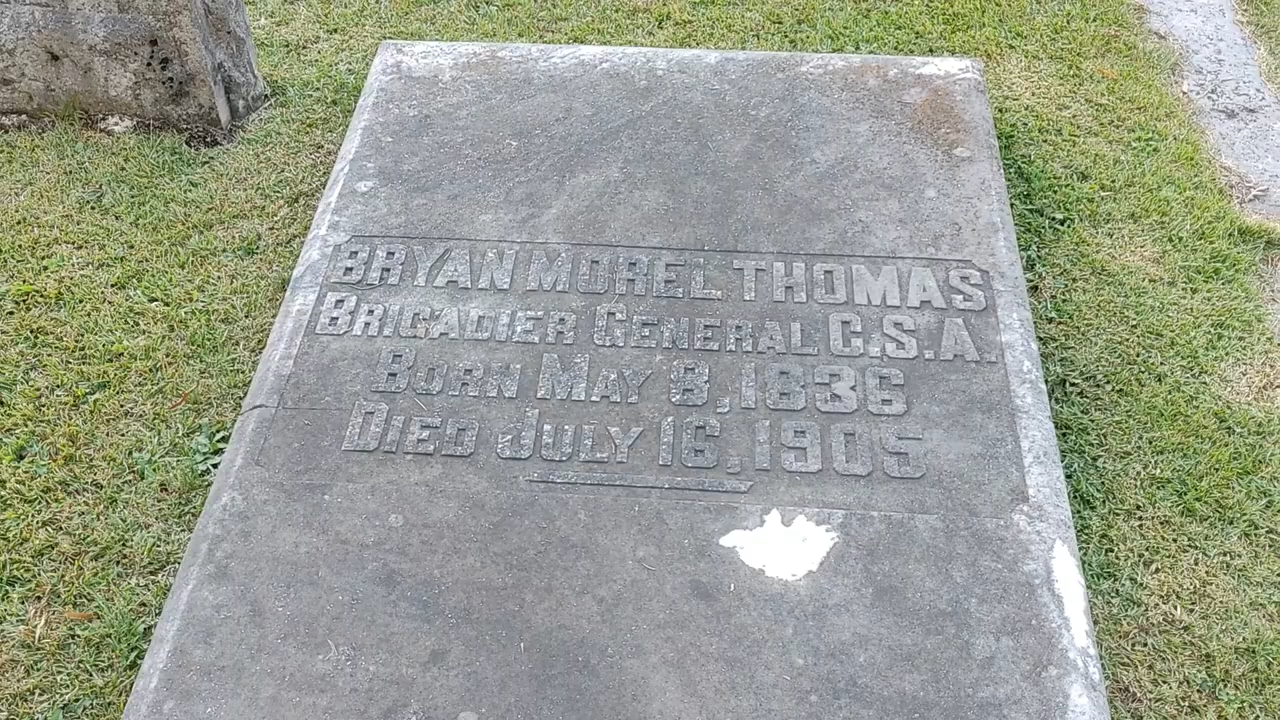 BRYAN MOREL THOMAS
BRIGADIER GENERAL C.S.A.
BORN MAY 8, 1836
DIED JULY 16, 1905